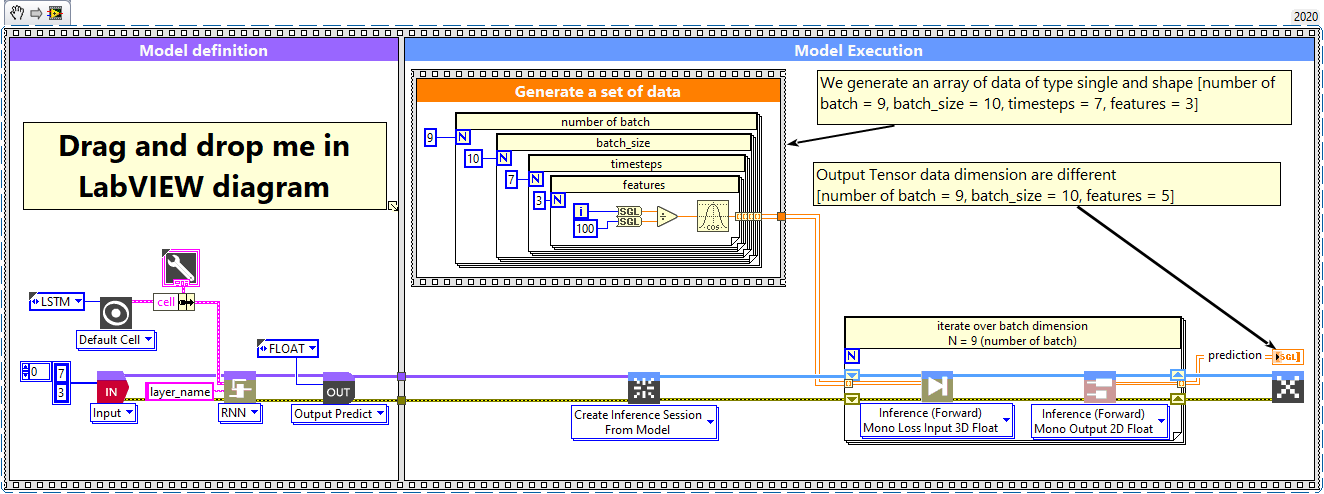 2020
Model definition
Model Execution
Drag and drop me in
LabVIEW diagram
Generate a set of data
number of batch
9
N
batch_size
10
N
timesteps
7
N
features
3
N
i
100
SGL
SGL
÷
COS
We generate an array of data of type single and shape [number of
batch = 9, batch_size = 10, timesteps = 7, features = 3]
Output Tensor data dimension are different
[number of batch = 9, batch_size = 10, features = 5]
LSTM
cell
Default Cell
FLOAT
0
7
3
IN
layer_name
OUT
Input
RNN
Output Predict
Create Inference Session
From Model
iterate over batch dimension
N = 9 (number of batch)
N
Inference (Forward)
Mono Loss Input 3D Float
Inference (Forward)
Mono Output 2D Float
prediction
SGL